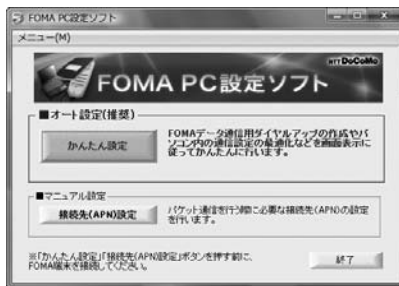 FOMA PC設定ソフト
メニュー(M)
NTT DoCoMo
FOMA PC設定ソフト
■オート設定(推奨)
かんたん設定
FOMAデータ通信用ダイヤルアップの作成やパ
ソコン内の通信設定の最適化などを画面表示に
従ってかんたんに行います。
■マニュアル設定
接続先(APN)設定
パケット通信を行う際に必要な接続先(APN)の設定
を行います。
※「かんたん設定」「接続先(APN)設定」ボタンを押す前に、
FOMA端末を接続してください。
終了